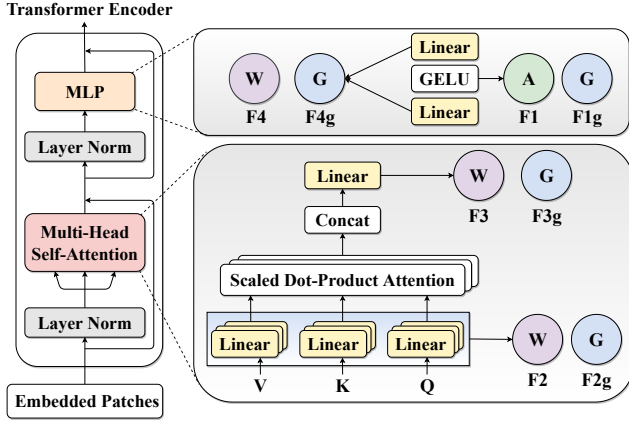 Transformer Encoder
MLP
Layer Norm
Multi-Head
Self-Attention
Layer Norm
Embedded Patches
W
F4
G
F4g
Linear
GELU
Linear
A
F1
G
F1g
Linear
Concat
Scaled Dot-Product Attention
Linear
Linear
Linear
V
K
Q
W
F3
G
F3g
W
F2
G
F2g